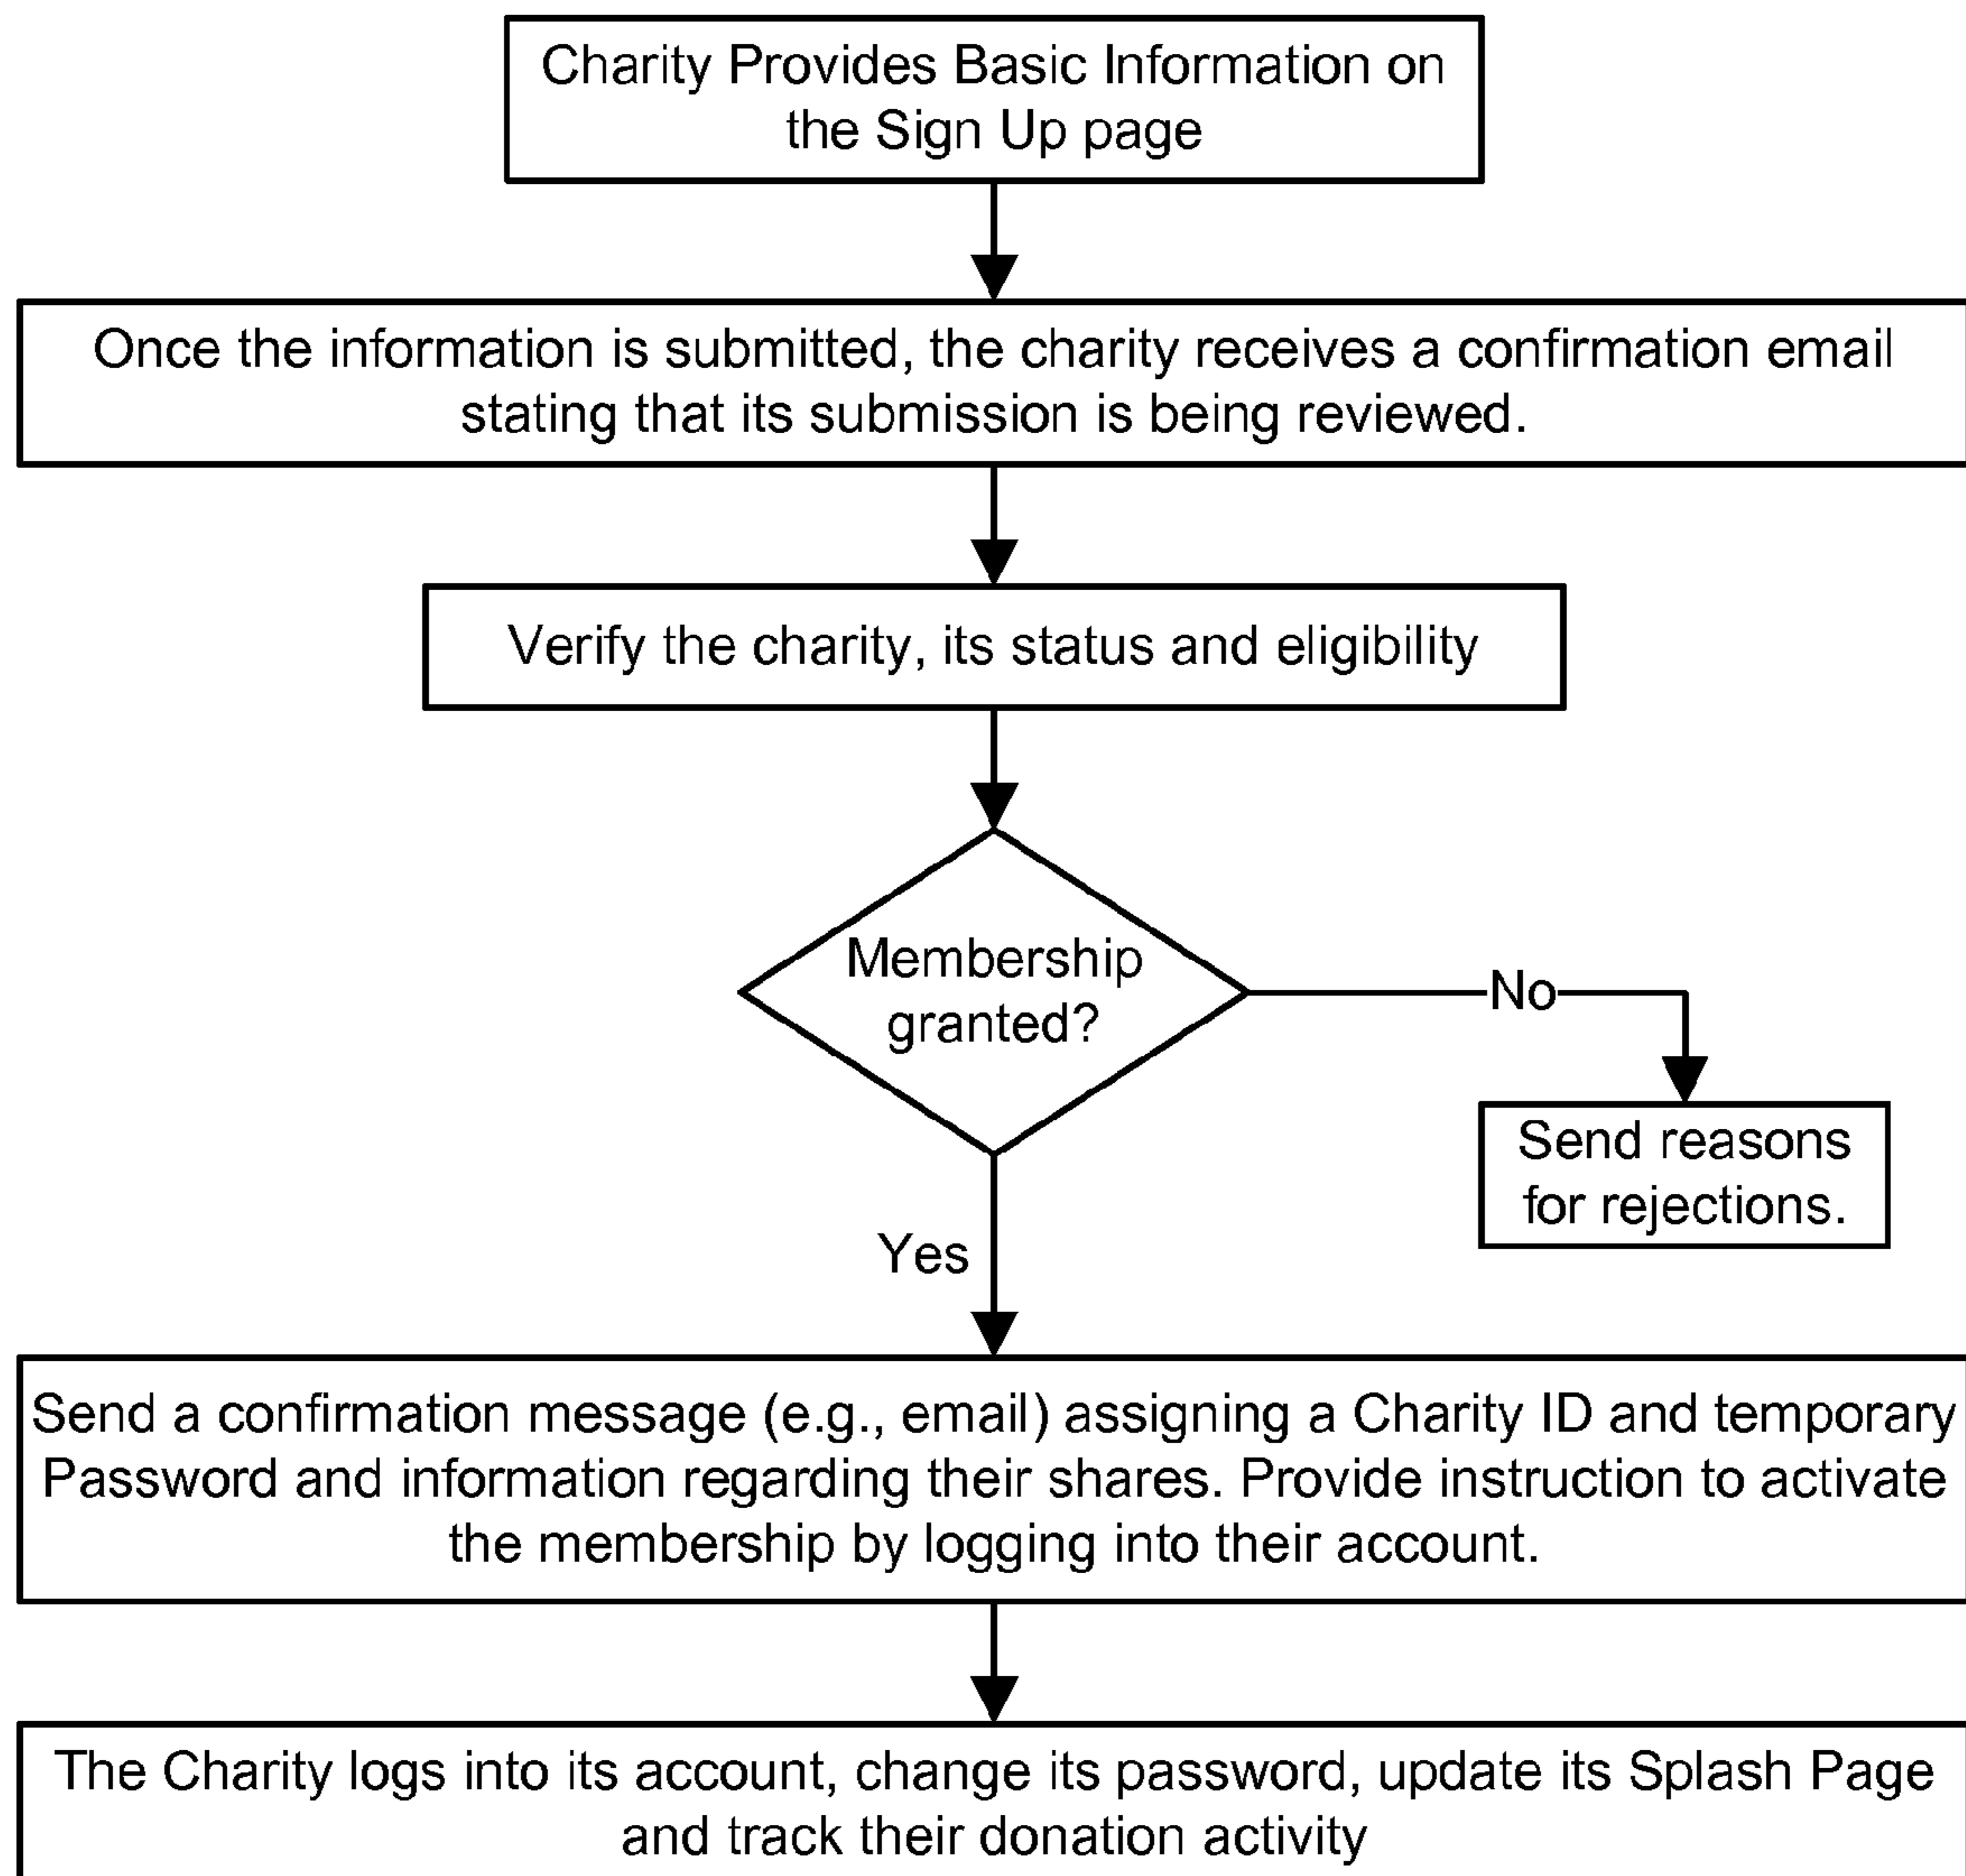 Charity Provides Basic Information on
the Sign Up page
Once the information is submitted, the charity receives a confirmation email
stating that its submission is being reviewed.
Verify the charity, its status and eligibility
Membership
granted?
No
Send reasons
for rejections.
Yes
Send a confirmation message (e.g., email) assigning a Charity ID and temporary
Password and information regarding their shares. Provide instruction to activate
the membership by logging into their account.
The Charity logs into its account, change its password, update its Splash Page
and track their donation activity